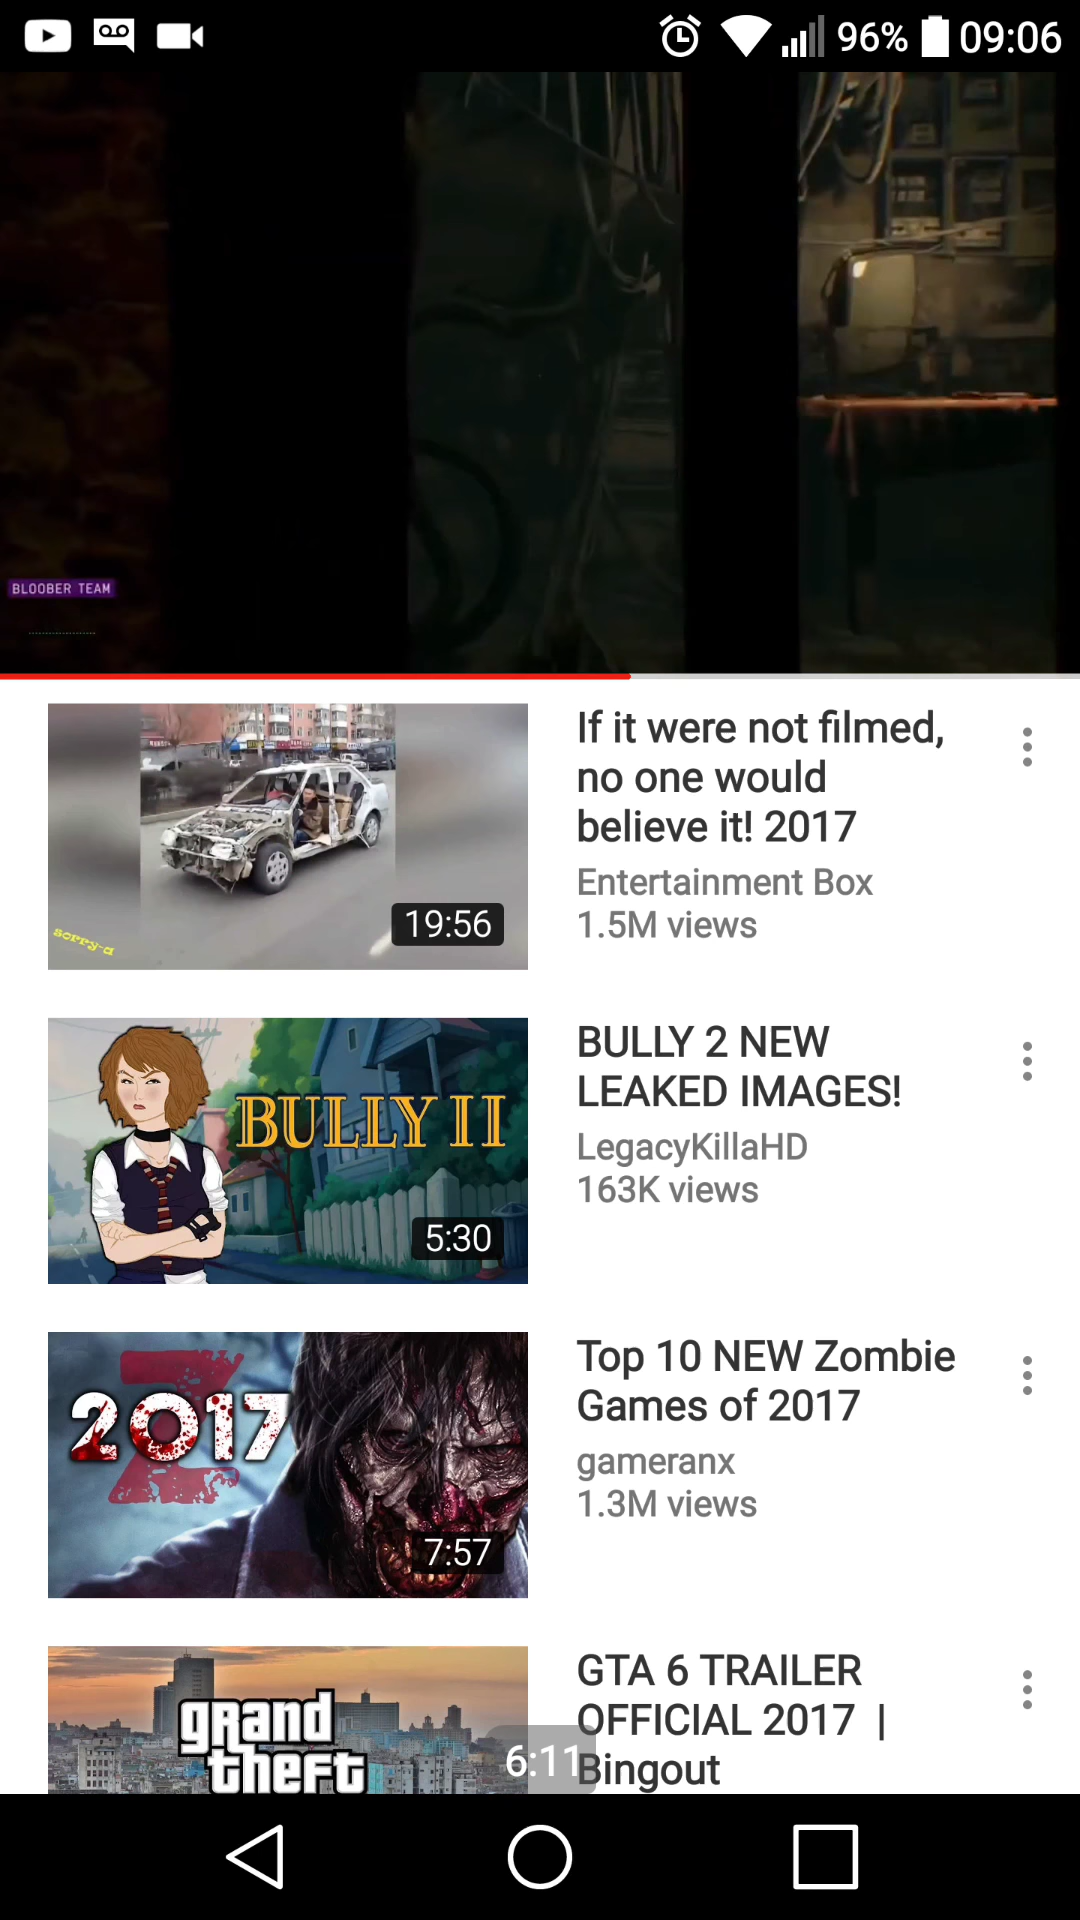 96% 09:06
BLOOBER TEAM
If it were not filmed,
no one would
believe it! 2017
Entertainment Box
1.5M views
19:56
sorry-a
BULLY 2 NEW
LEAKED IMAGES!
LegacyKillaHD
163K views
BULLY II
5:30
Top 10 NEW Zombie
Games of 2017
gameranx
1.3M views
Z
2017
7:57
GTA 6 TRAILER
OFFICIAL 2017 |
Bingout
grand
theft
6:11